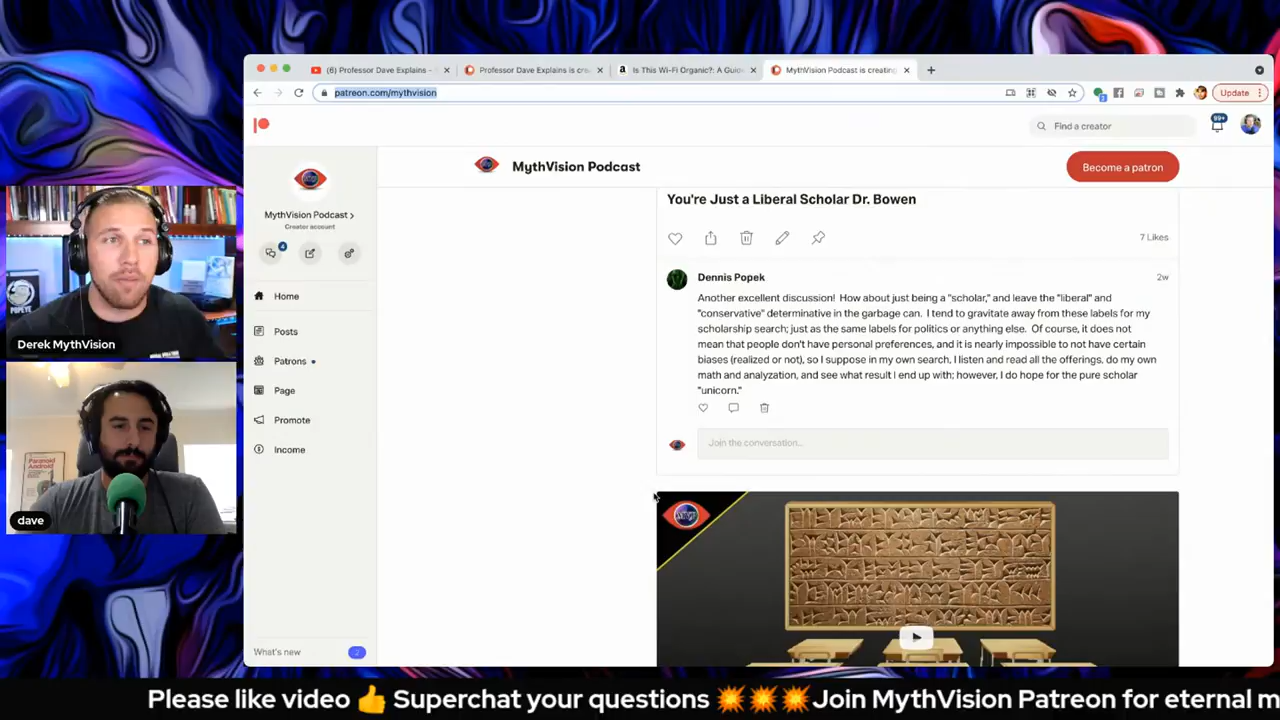 (6) Professor Dave Explains -
Professor Dave Explains is cre
Is This Wi-Fi Organic?: A Guid
MythVision Podcast is creating
patreon.com/mythvision
Update
Find a creator
99+
MythVision Podcast
Become a patron
MythVision Podcast
Creator account
4
Home
Posts
Patrons
Page
Promote
Income
What's new
2
You're Just a Liberal Scholar Dr. Bowen
7 Likes
Dennis Popek
2w
Another excellent discussion! How about just being a "scholar," and leave the "liberal" and
"conservative" determinative in the garbage can. I tend to gravitate away from these labels for my
scholarship search; just as the same labels for politics or anything else. Of course, it does not
mean that people don't have personal preferences, and it is nearly impossible to not have certain
biases (realized or not), so I suppose in my own search, I listen and read all the offerings, do my own
math and analyzation, and see what result I end up with; however, I do hope for the pure scholar
"unicorn."
Join the conversation...
MVP
POPEYE
Derek MythVision
Paranoid
Android
dave
Please like video 👍 Superchat your questions 💥💥💥Join MythVision Patreon for eternal m